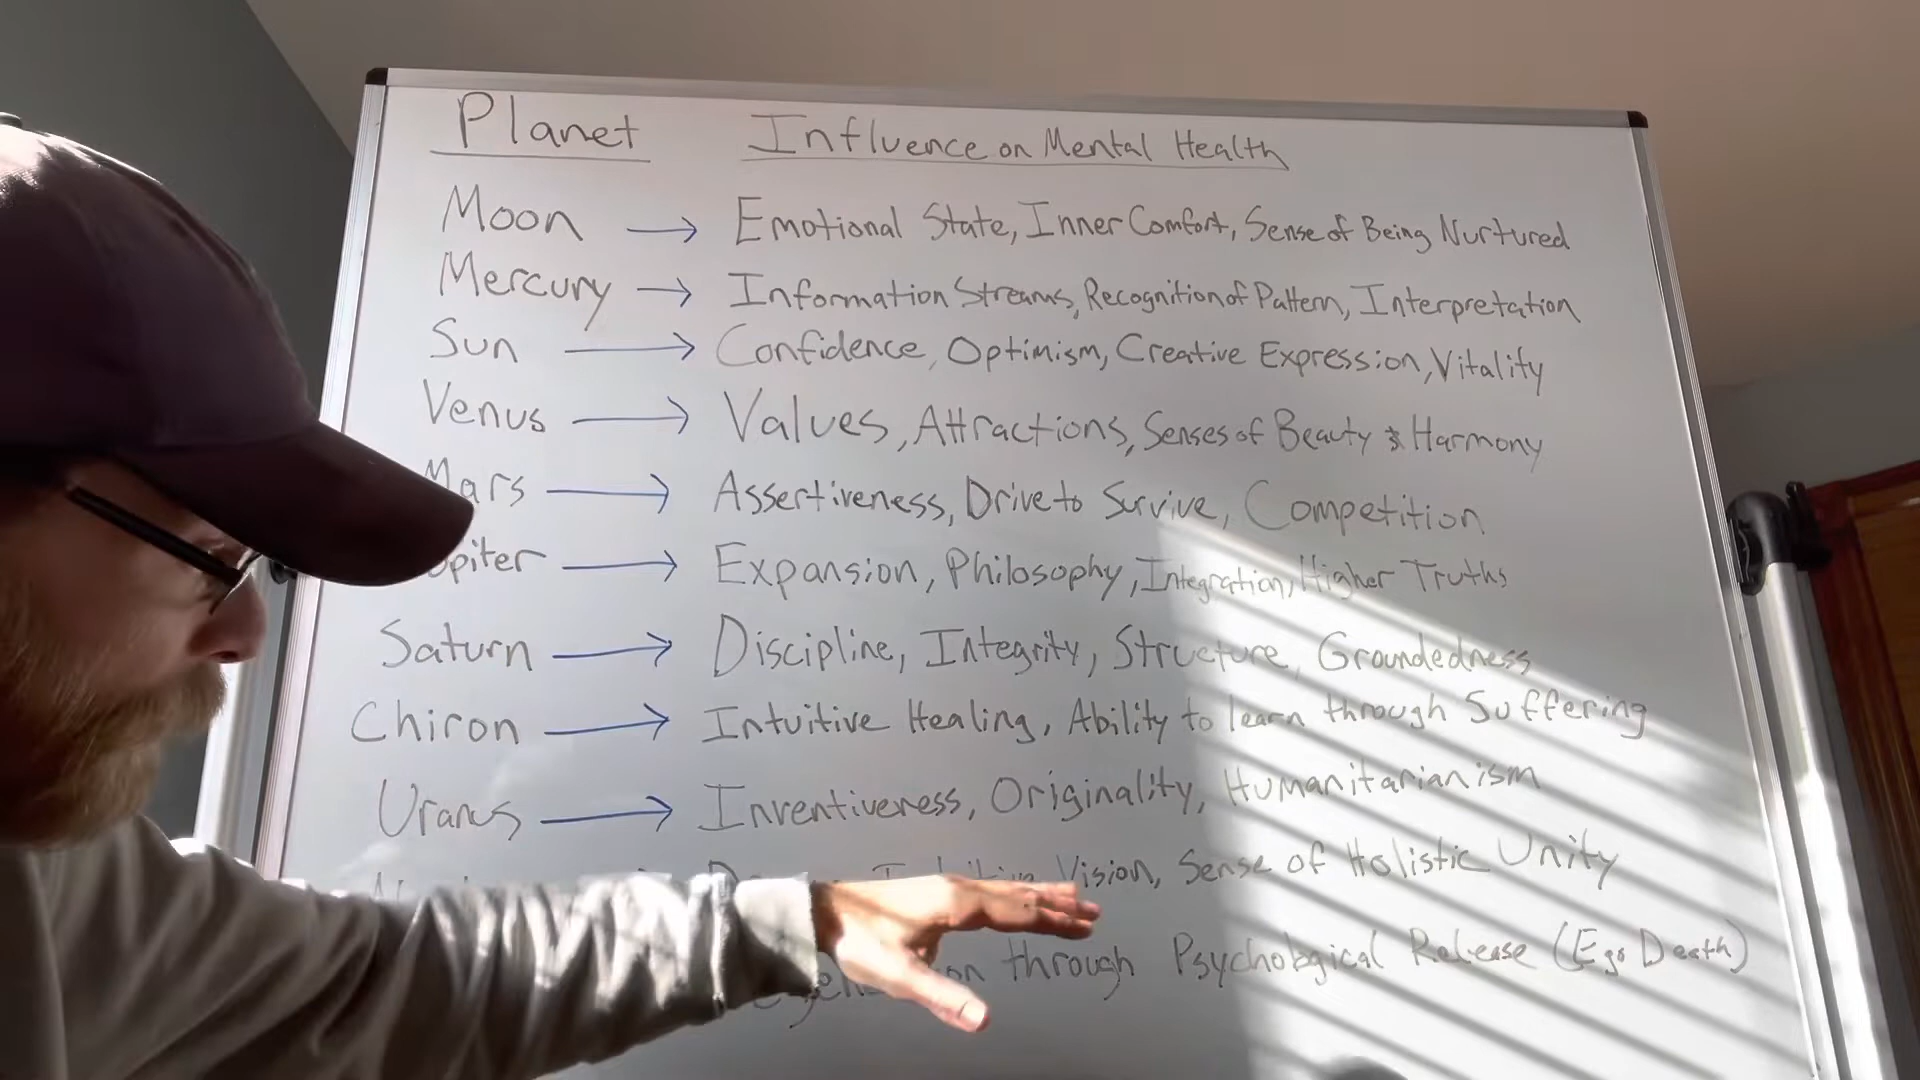 Planet Influence on Mental Health
Moon → Emotional State, Inner Comfort, Sense of Being Nurtured
Mercury → Information Streams, Recognition of Pattern, Interpretation
Sun → Confidence, Optimism, Creative Expression, Vitality
Venus → Values, Attractions, Senses of Beauty & Harmony
Mars → Assertiveness, Drive to Survive, Competition
piter → Expansion, Philosophy, Integration, Higher Truths
Saturn → Discipline, Integrity, Structure, Groundedness
Chiron → Intuitive Healing, Ability to learn through Suffering
Uranus → Inventiveness, Originality, Humanitarianism
Vision, Sense of Holistic Unity
through Psychological Release (Ego Death)